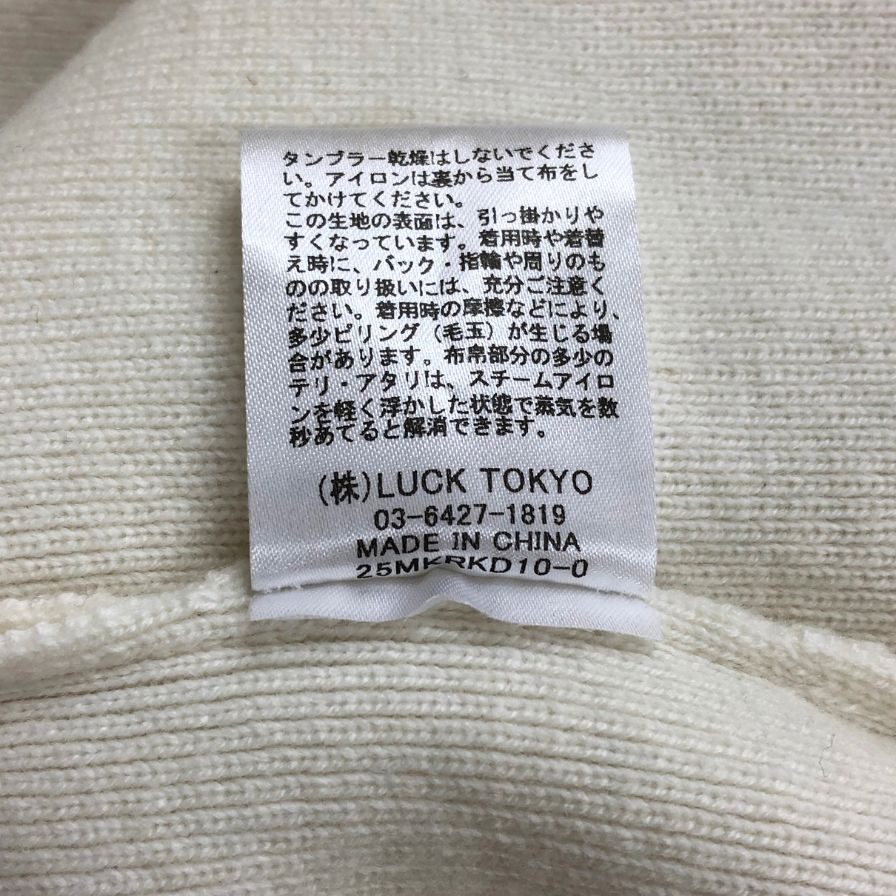 タンブラー乾燥はしないでくださ
い。アイロンは裏から当て布をし
てかけてください。
この生地の表面は、引っ掛かりや
すくなっています。着用時や着替
え時に、バック・指輪や周りのも
のの取り扱いには、充分ご注意く
ださい。着用時の摩擦などにより、
多少ピリング（毛玉）が生じる場
合があります。布帛部分の多少の
テリ・アタリは、スチームアイロ
ンを軽く浮かした状態で蒸気を数
秒あてると解消できます。
(株)LUCK TOKYO
03-6427-1819
MADE IN CHINA
25MKRKD10-0